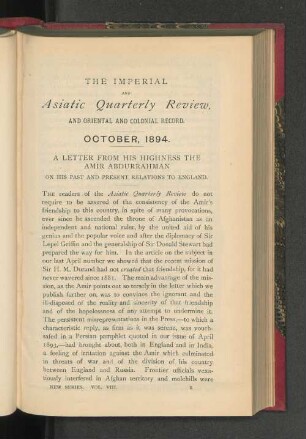 THE IMPERIAL
AND
Asiatic Quarterly Review,
AND ORIENTAL AND COLONIAL RECORD.
OCTOBER, 1894.
A LETTER FROM HIS HIGHNESS THE
AMIR ABDURRAHMAN
ON HIS PAST AND PRESENT RELATIONS TO ENGLAND.
THE readers of the Asiatic Quarterly Review do not
require to be assured of the consistency of the Amir's
friendship to this country, in spite of many provocations,
ever since he ascended the throne of Afghanistan as an
independent and national ruler, by the united aid of his
genius and the popular voice and after the diplomacy of Sir
Lepel Griffin and the generalship of Sir Donald Stewart had
prepared the way for him. In the article on the subject in
our last April number we showed that the recent mission of
Sir H. M. Durand had not created that friendship, for it had
never wavered since 1881. The main advantage of the mis-
sion, as the Amir points out so tersely in the letter which we
publish further on, was to convince the ignorant and the
ill-disposed of the reality and sincerity of that friendship
and of the hopelessness of any attempt to undermine it.
The persistent misrepresentations in the Press,—to which a
characteristic reply, as firm as it was serene, was vouch-
safed in a Persian pamphlet quoted in our issue of April
1893,—had brought about both in England and in India,
a feeling of irritation against the Amir which culminated
in threats of war and of the division of his country
between England and Russia. Frontier officials vexa-
tiously interfered in Afghan territory and molehills were
NEW SERIES. VOL. VIII.